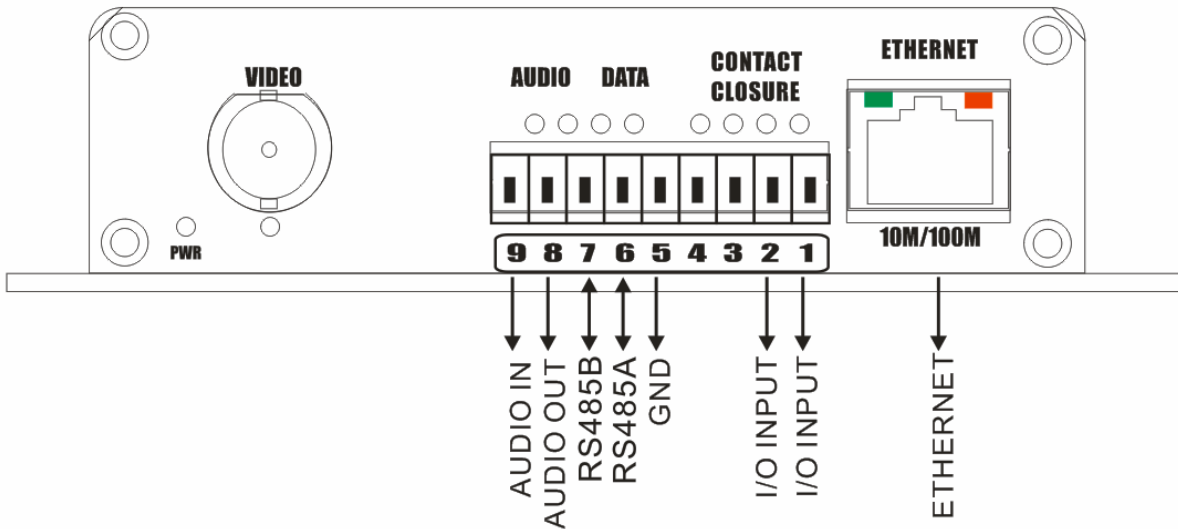 VIDEO
AUDIO
DATA
CONTACT
CLOSURE
ETHERNET
PWR
10M/100M
9 8 7 6 5 4 3 2 1
AUDIO IN
AUDIO OUT
RS485B
RS485A
GND
I/O INPUT
I/O INPUT
ETHERNET